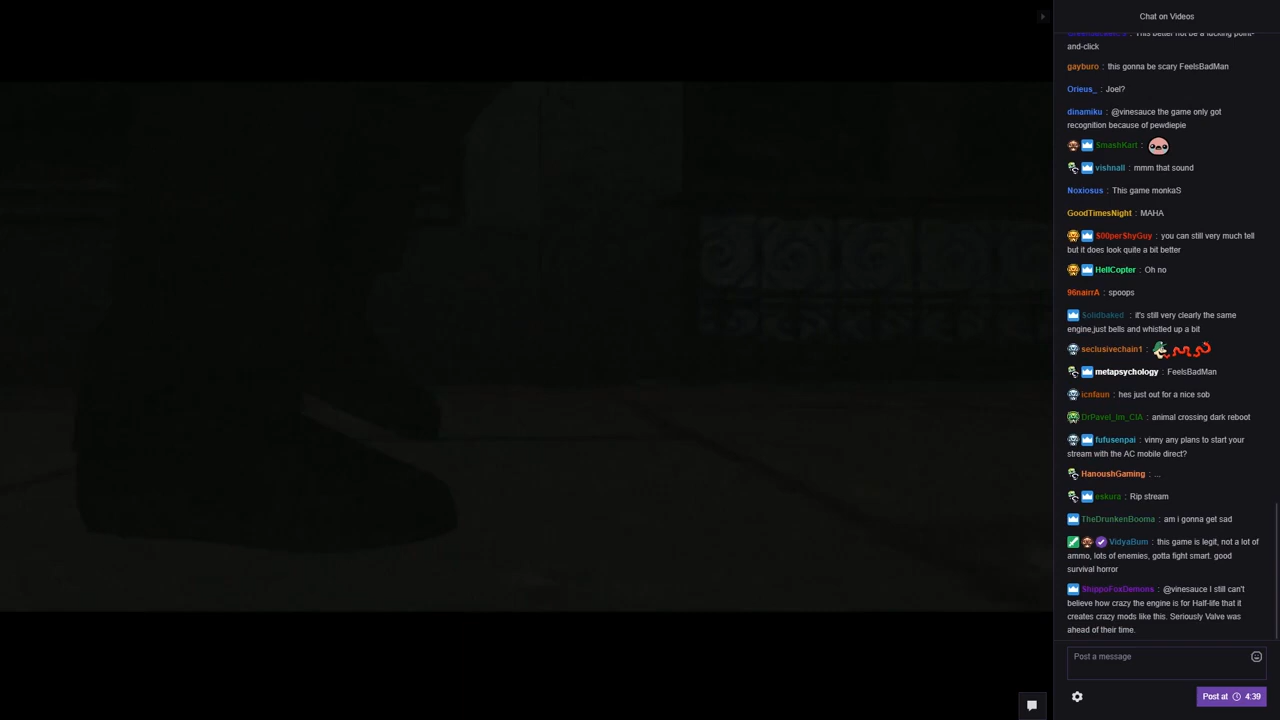 Chat on Videos
and-click
gayburo : this gonna be scary FeelsBadMan
Orieus_ : Joel?
dinamiku : @vinesauce the game only got
recognition because of pewdiepie
SmashKart :
vishnall : mmm that sound
Noxiosus : This game monkaS
GoodTimesNight : MAHA
S00perShyGuy : you can still very much tell
but it does look quite a bit better
HellCopter : Oh no
96nairrA : spoops
Solidbaked : it's still very clearly the same
engine,just bells and whistled up a bit
seclusivechain1 :
metapsychology : FeelsBadMan
icnfaun : hes just out for a nice sob
DrPavel_Im_CIA : animal crossing dark reboot
fufusenpai : vinny any plans to start your
stream with the AC mobile direct?
HanoushGaming : ...
eskura : Rip stream
TheDrunkenBooma : am i gonna get sad
VidyaBum : this game is legit, not a lot of
ammo, lots of enemies, gotta fight smart. good
survival horror
ShippoFoxDemons : @vinesauce I still can't
believe how crazy the engine is for Half-life that it
creates crazy mods like this. Seriously Valve was
ahead of their time.
Post a message
Post at 4:39